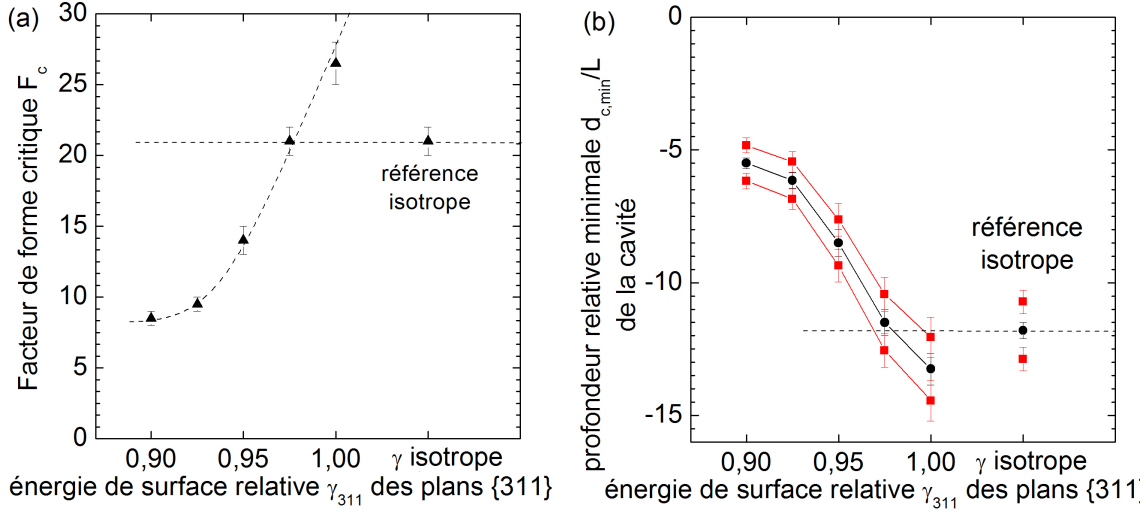 (a)
Facteur de forme critique F_c
30
25
20
15
10
5
0
référence
isotrope
0,90 0,95 1,00 γ isotrope
énergie de surface relative γ_311 des plans {311}
(b)
profondeur relative minimale d_c,min/L
de la cavité
0
-5
-10
-15
référence
isotrope
0,90 0,95 1,00 γ isotrope
énergie de surface relative γ_311 des plans {311}